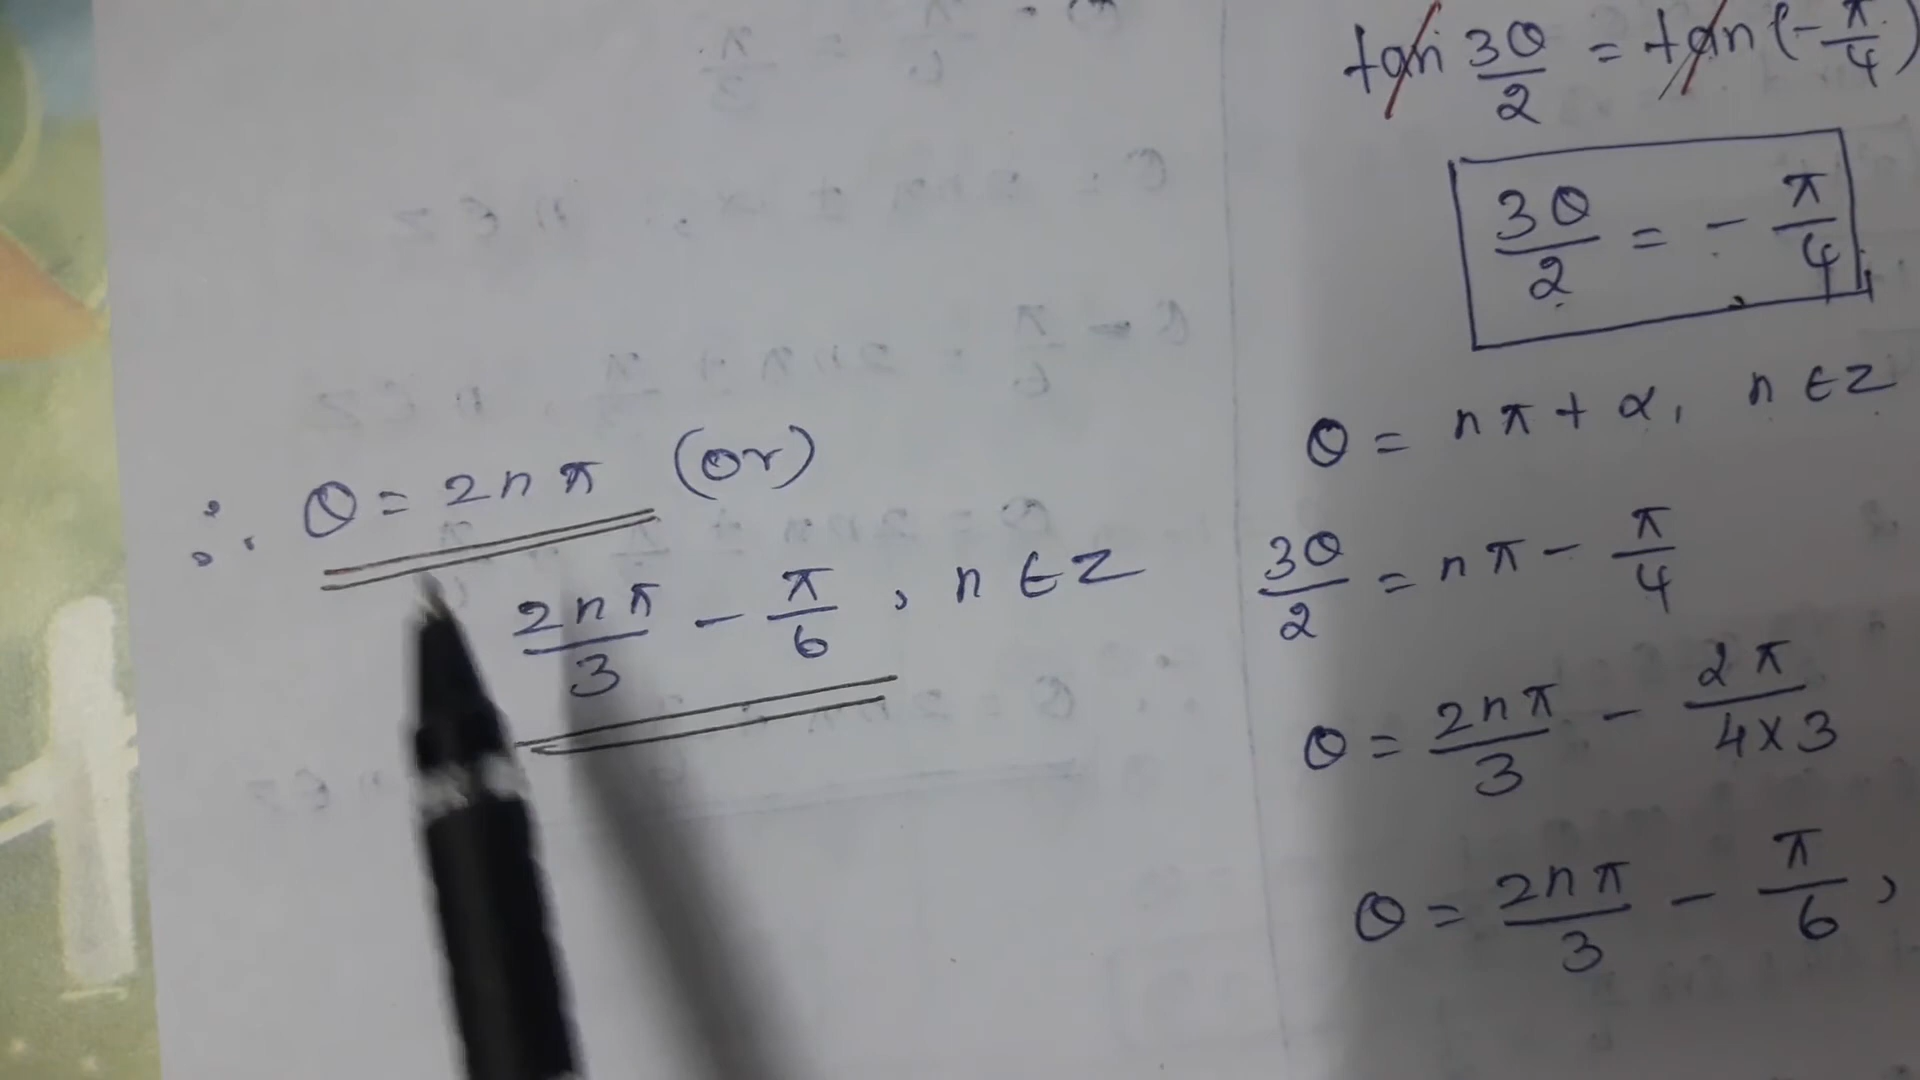 ∴ θ = 2nπ (or)
2nπ/3 - π/6, n ∈ Z
tan 3θ/2 = tan(-π/4)
3θ/2 = -π/4
θ = nπ + α, n ∈ Z
3θ/2 = nπ - π/4
θ = 2nπ/3 - 2π/4×3
θ = 2nπ/3 - π/6,